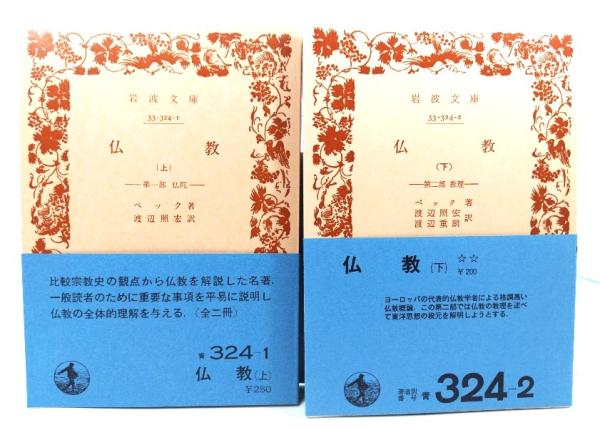 岩波文庫
33-324-1
仏教
(上)
—第一部 仏陀—
ベック著
渡辺照宏訳
比較宗教史の観点から仏教を解説した名著.
一般読者のために重要な事項を平易に説明し
仏教の全体的理解を与える. 〈全二冊〉
青 324-1
仏教(上)
¥250
岩波文庫
33-324-2
仏教
(下)
—第二部 教理—
ベック著
渡辺照宏訳
渡辺重朗
仏教(下) ☆☆
¥200
ヨーロッパの代表的仏教学者による格調高い
仏教概論. この第二部では仏教の教理を述べ
て東洋思想の根元を解明しようとする.
著者別
番号 青 324-2